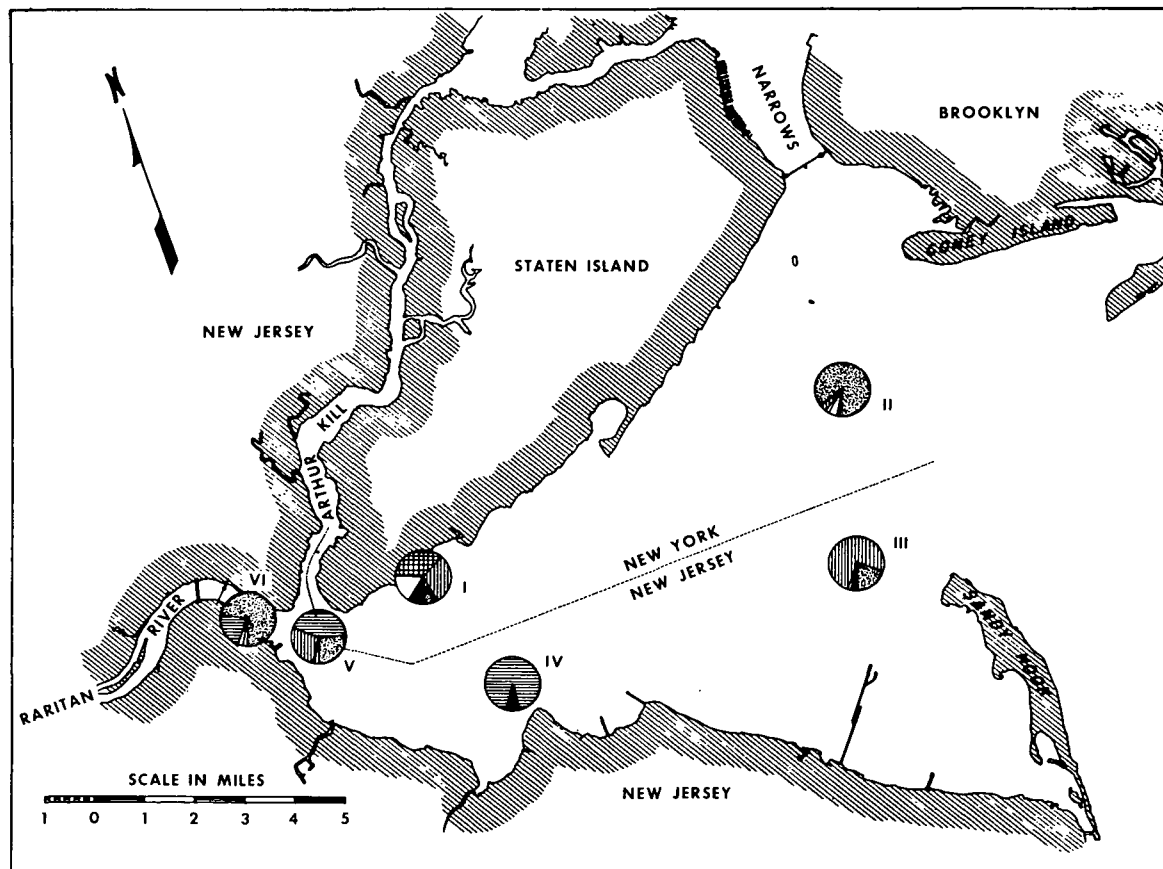 N
NARROWS
BROOKLYN
CONEY ISLAND
STATEN ISLAND
NEW JERSEY
ARTHUR KILL
II
NEW YORK
NEW JERSEY
III
I
VI
V
IV
RARITAN RIVER
SANDY HOOK
SCALE IN MILES
1 0 1 2 3 4 5
NEW JERSEY